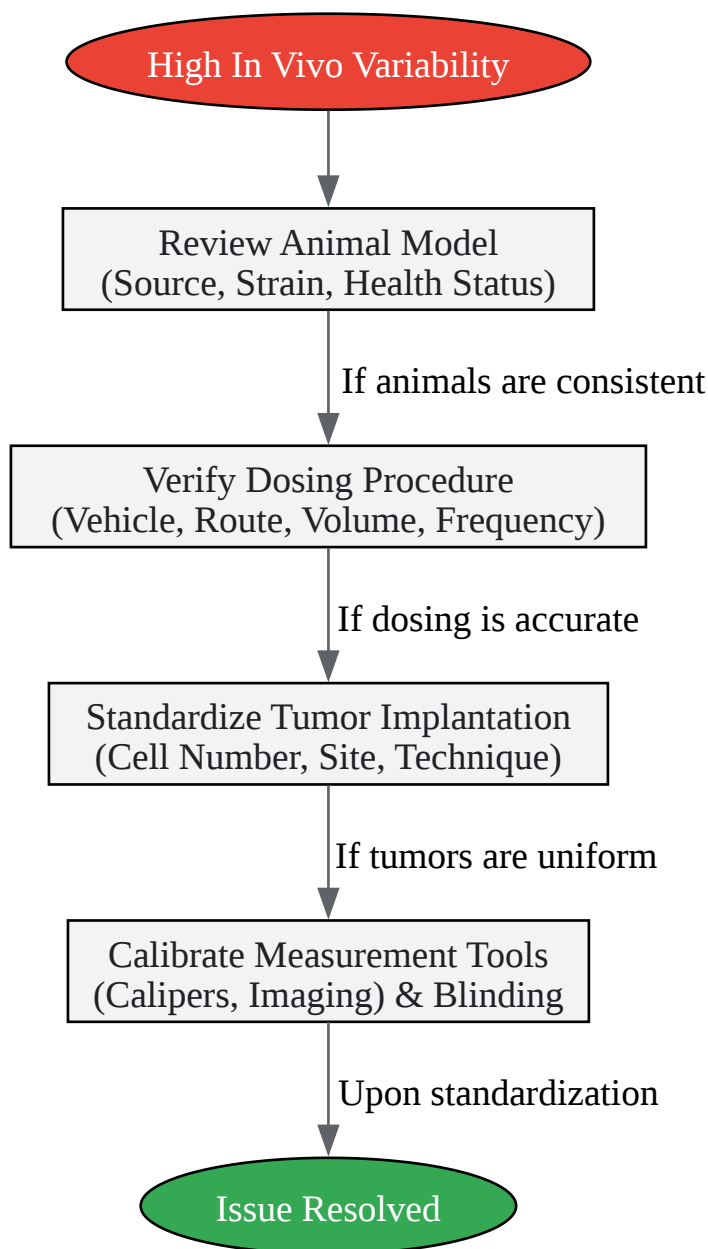 High In Vivo Variability
Review Animal Model
(Source, Strain, Health Status)
If animals are consistent
Verify Dosing Procedure
(Vehicle, Route, Volume, Frequency)
If dosing is accurate
Standardize Tumor Implantation
(Cell Number, Site, Technique)
If tumors are uniform
Calibrate Measurement Tools
(Calipers, Imaging) & Blinding
Upon standardization
Issue Resolved